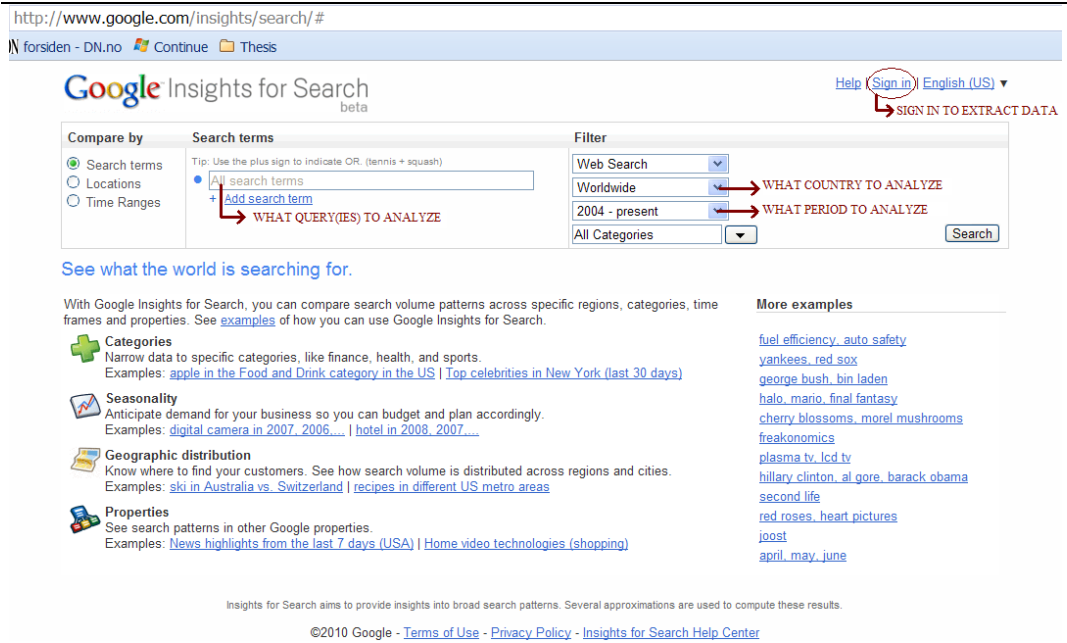 http://www.google.com/insights/search/#
N forsiden - DN.no Continue Thesis
Google Insights for Search
beta
Help | Sign in | English (US) ▼
SIGN IN TO EXTRACT DATA
Compare by
Search terms
Locations
Time Ranges
Search terms
Tip: Use the plus sign to indicate OR. (tennis + squash)
All search terms
+ Add search term
WHAT QUERY(IES) TO ANALYZE
Filter
Web Search
Worldwide
WHAT COUNTRY TO ANALYZE
2004 - present
WHAT PERIOD TO ANALYZE
All Categories
Search
See what the world is searching for.
With Google Insights for Search, you can compare search volume patterns across specific regions, categories, time
frames and properties. See examples of how you can use Google Insights for Search.
Categories
Narrow data to specific categories, like finance, health, and sports.
Examples: apple in the Food and Drink category in the US | Top celebrities in New York (last 30 days)
Seasonality
Anticipate demand for your business so you can budget and plan accordingly.
Examples: digital camera in 2007, 2006,... | hotel in 2008, 2007,...
Geographic distribution
Know where to find your customers. See how search volume is distributed across regions and cities.
Examples: ski in Australia vs. Switzerland | recipes in different US metro areas
Properties
See search patterns in other Google properties.
Examples: News highlights from the last 7 days (USA) | Home video technologies (shopping)
More examples
fuel efficiency, auto safety
yankees, red sox
george bush, bin laden
halo, mario, final fantasy
cherry blossoms, morel mushrooms
freakonomics
plasma tv, lcd tv
hillary clinton, al gore, barack obama
second life
red roses, heart pictures
joost
april, may, june
Insights for Search aims to provide insights into broad search patterns. Several approximations are used to compute these results.
©2010 Google - Terms of Use - Privacy Policy - Insights for Search Help Center